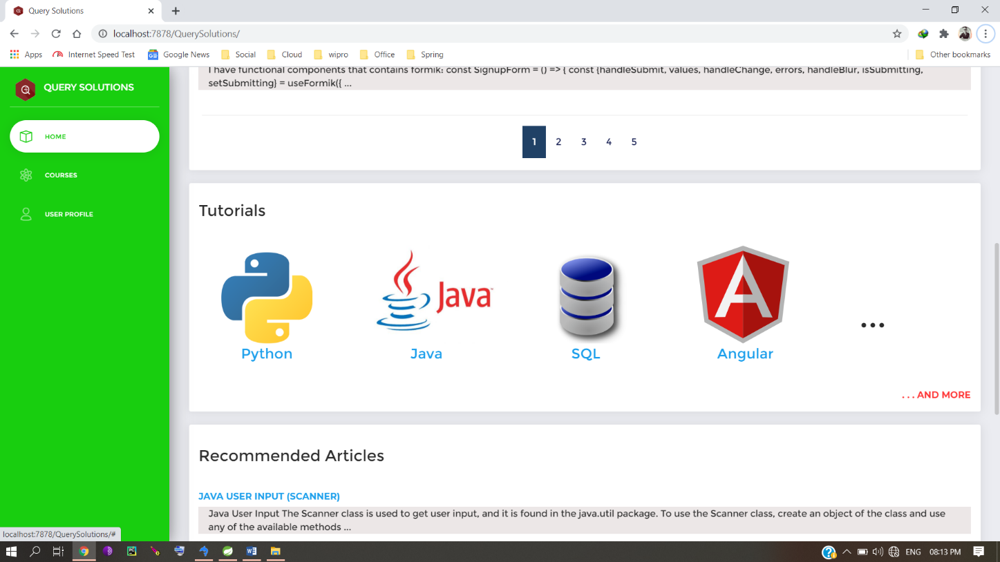 Query Solutions
localhost:7878/QuerySolutions/
Apps
Internet Speed Test
Google News
Social
Cloud
wipro
Office
Spring
Other bookmarks
QUERY SOLUTIONS
HOME
COURSES
USER PROFILE
I have functional components that contains formik: const SignupForm = () => { const {handleSubmit, values, handleChange, errors, handleBlur, isSubmitting,
setSubmitting} = useFormik({ ...
1 2 3 4 5
Tutorials
Java
Python
Java
SQL
Angular
...
. . . AND MORE
Recommended Articles
JAVA USER INPUT (SCANNER)
Java User Input The Scanner class is used to get user input, and it is found in the java.util package. To use the Scanner class, create an object of the class and use
any of the available methods ...
localhost:7878/QuerySolutions/#
ENG
08:13 PM